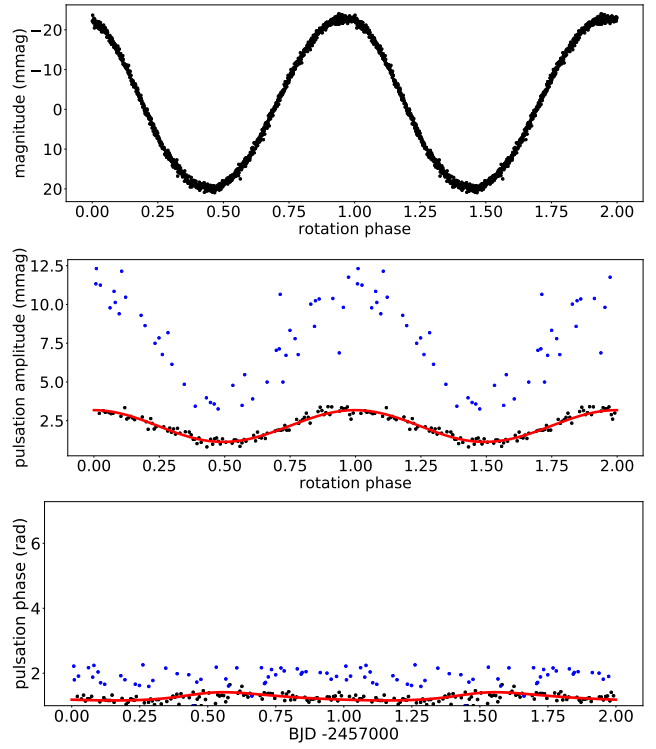 magnitude (mmag)
−20
−10
0
10
20
0.00 0.25 0.50 0.75 1.00 1.25 1.50 1.75 2.00
rotation phase
pulsation amplitude (mmag)
12.5
10.0
7.5
5.0
2.5
0.00 0.25 0.50 0.75 1.00 1.25 1.50 1.75 2.00
rotation phase
pulsation phase (rad)
6
4
2
0.00 0.25 0.50 0.75 1.00 1.25 1.50 1.75 2.00
BJD -2457000